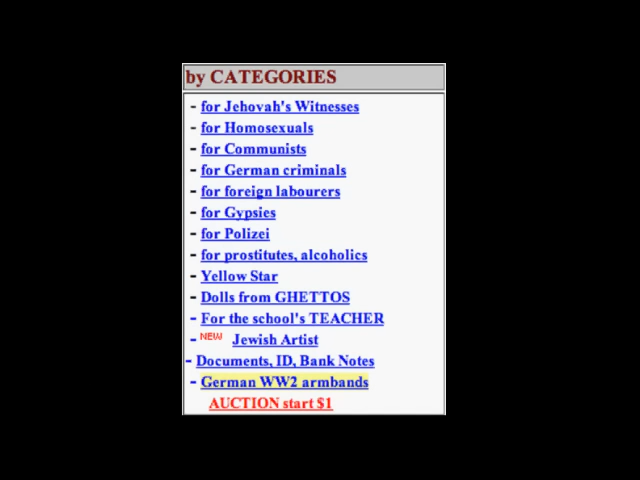 by CATEGORIES
- for Jehovah's Witnesses
- for Homosexuals
- for Communists
- for German criminals
- for foreign labourers
- for Gypsies
- for Polizei
- for prostitutes, alcoholics
- Yellow Star
- Dolls from GHETTOS
- For the school's TEACHER
- NEW Jewish Artist
- Documents, ID, Bank Notes
- German WW2 armbands
AUCTION start $1